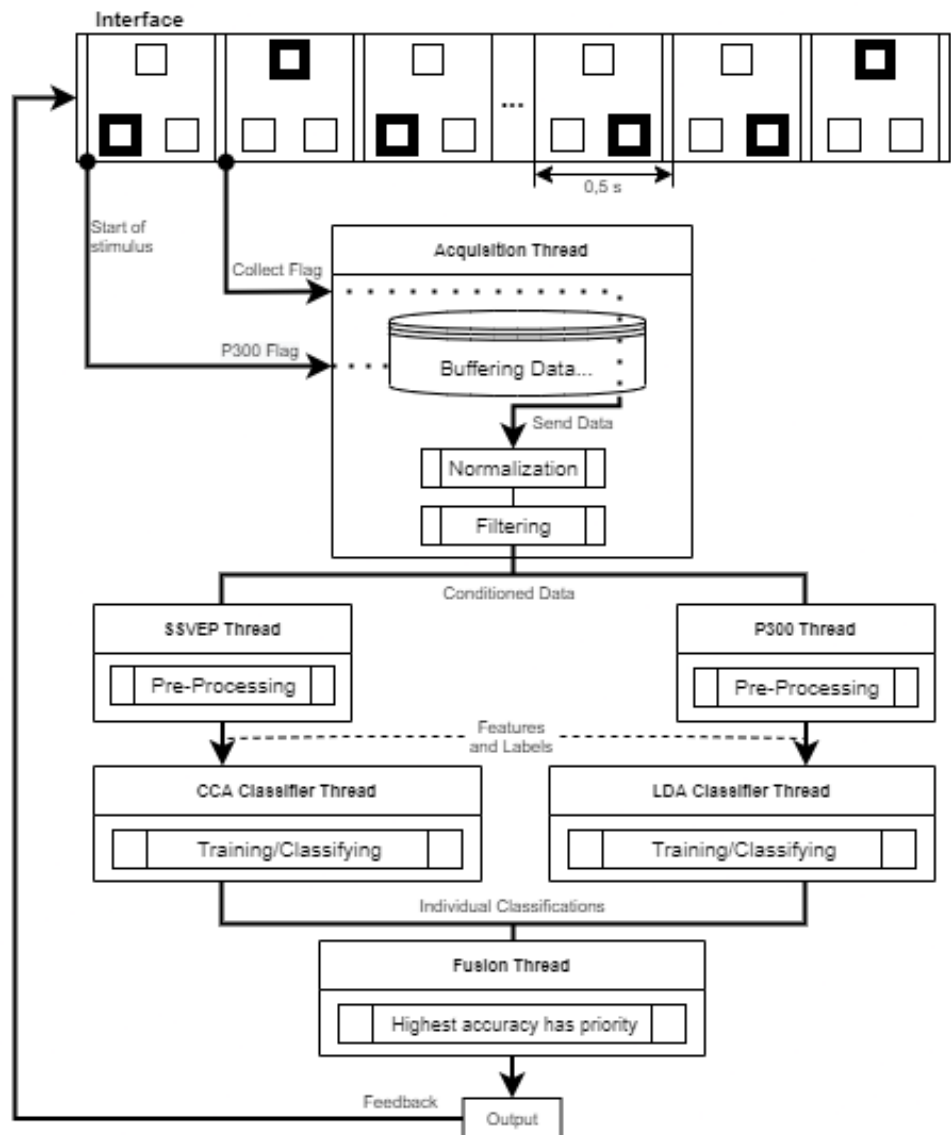 Interface
...
0,5 s
Start of
stimulus
Acquisition Thread
Collect Flag
P300 Flag
Buffering Data...
Send Data
Normalization
Filtering
Conditioned Data
SSVEP Thread
P300 Thread
Pre-Processing
Pre-Processing
Features
and Labels
CCA Classifier Thread
LDA Classifier Thread
Training/Classifying
Training/Classifying
Individual Classifications
Fusion Thread
Highest accuracy has priority
Feedback
Output